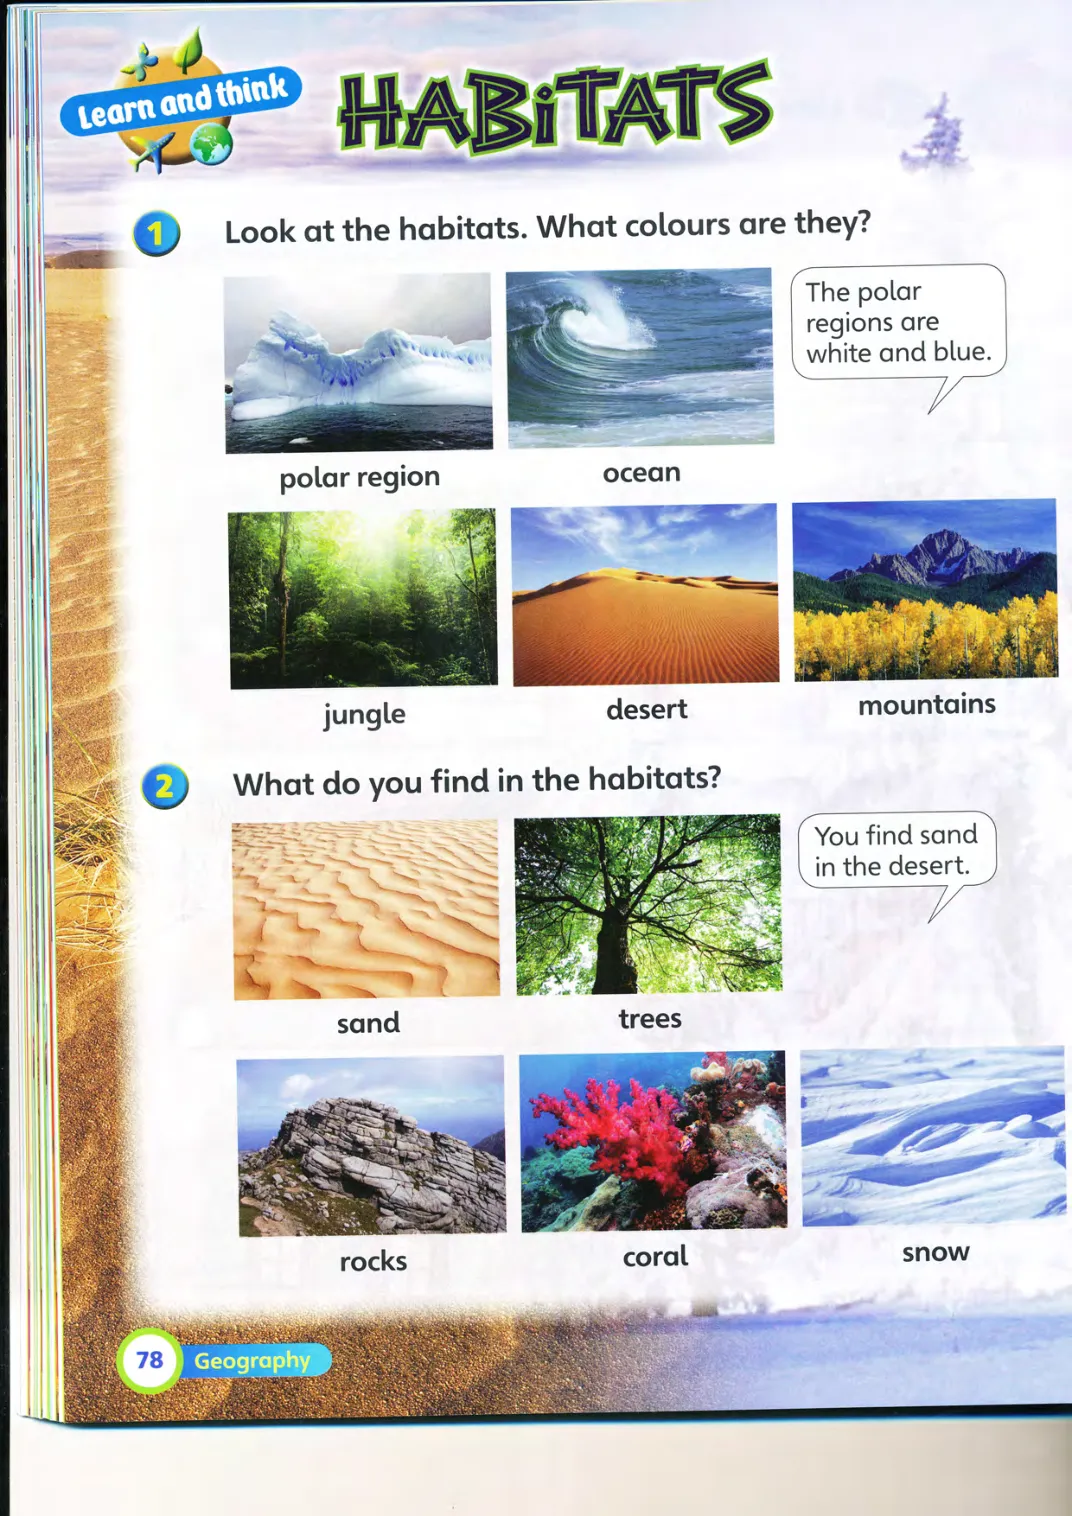 Learn and think
HABiTATS
1
Look at the habitats. What colours are they?
The polar
regions are
white and blue.
polar region
ocean
jungle
desert
mountains
2
What do you find in the habitats?
You find sand
in the desert.
sand
trees
rocks
coral
snow
78
Geography